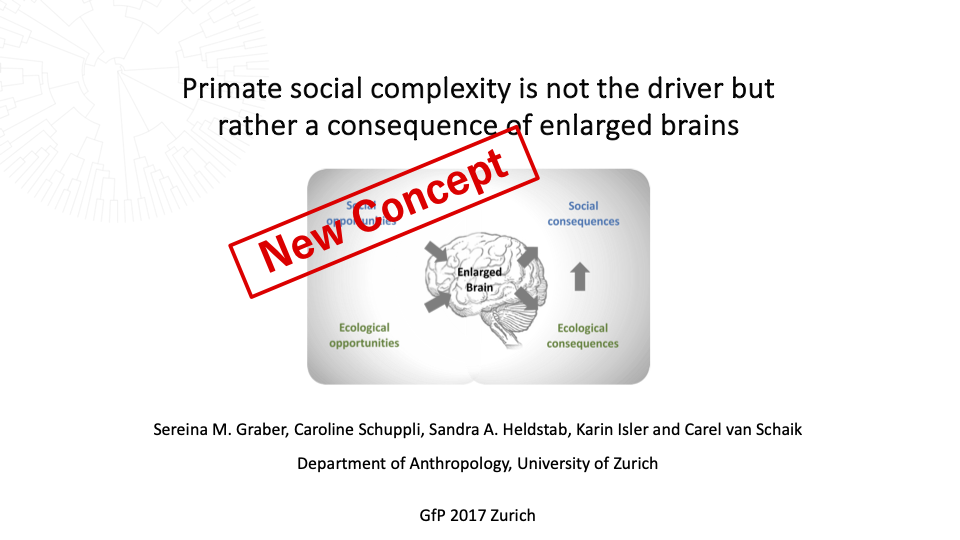 Primate social complexity is not the driver but
rather a consequence of enlarged brains
New Concept
Social
opportunities
Social
consequences
Enlarged
Brain
Ecological
opportunities
Ecological
consequences
Sereina M. Graber, Caroline Schuppli, Sandra A. Heldstab, Karin Isler and Carel van Schaik
Department of Anthropology, University of Zurich
GfP 2017 Zurich